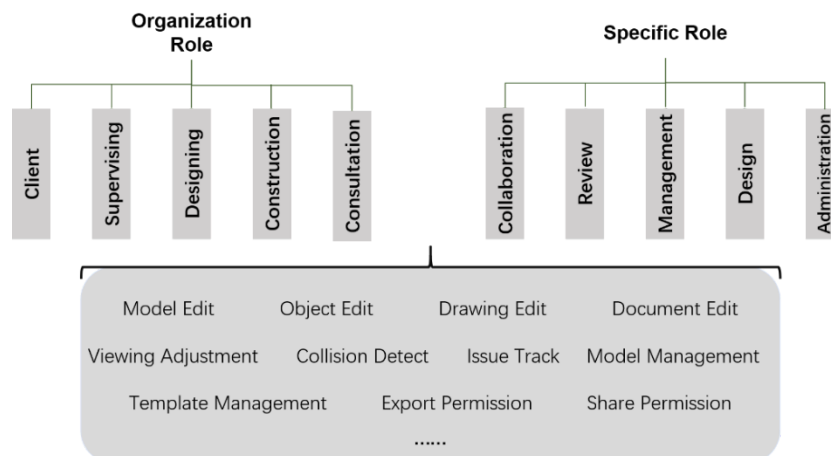 Organization
Role
Specific Role
Client
Supervising
Designing
Construction
Consultation
Collaboration
Review
Management
Design
Administration
Model Edit
Object Edit
Drawing Edit
Document Edit
Viewing Adjustment
Collision Detect
Issue Track
Model Management
Template Management
Export Permission
Share Permission
......